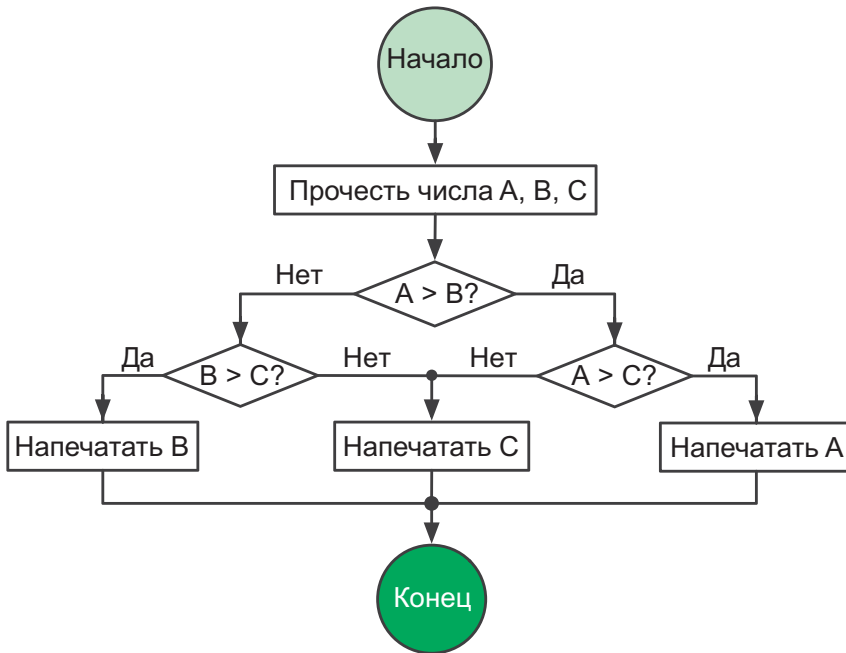 Начало
Прочесть числа A, B, C
Нет
A > B?
Да
Да
B > C?
Нет
Нет
A > C?
Да
Напечатать B
Напечатать C
Напечатать A
Конец